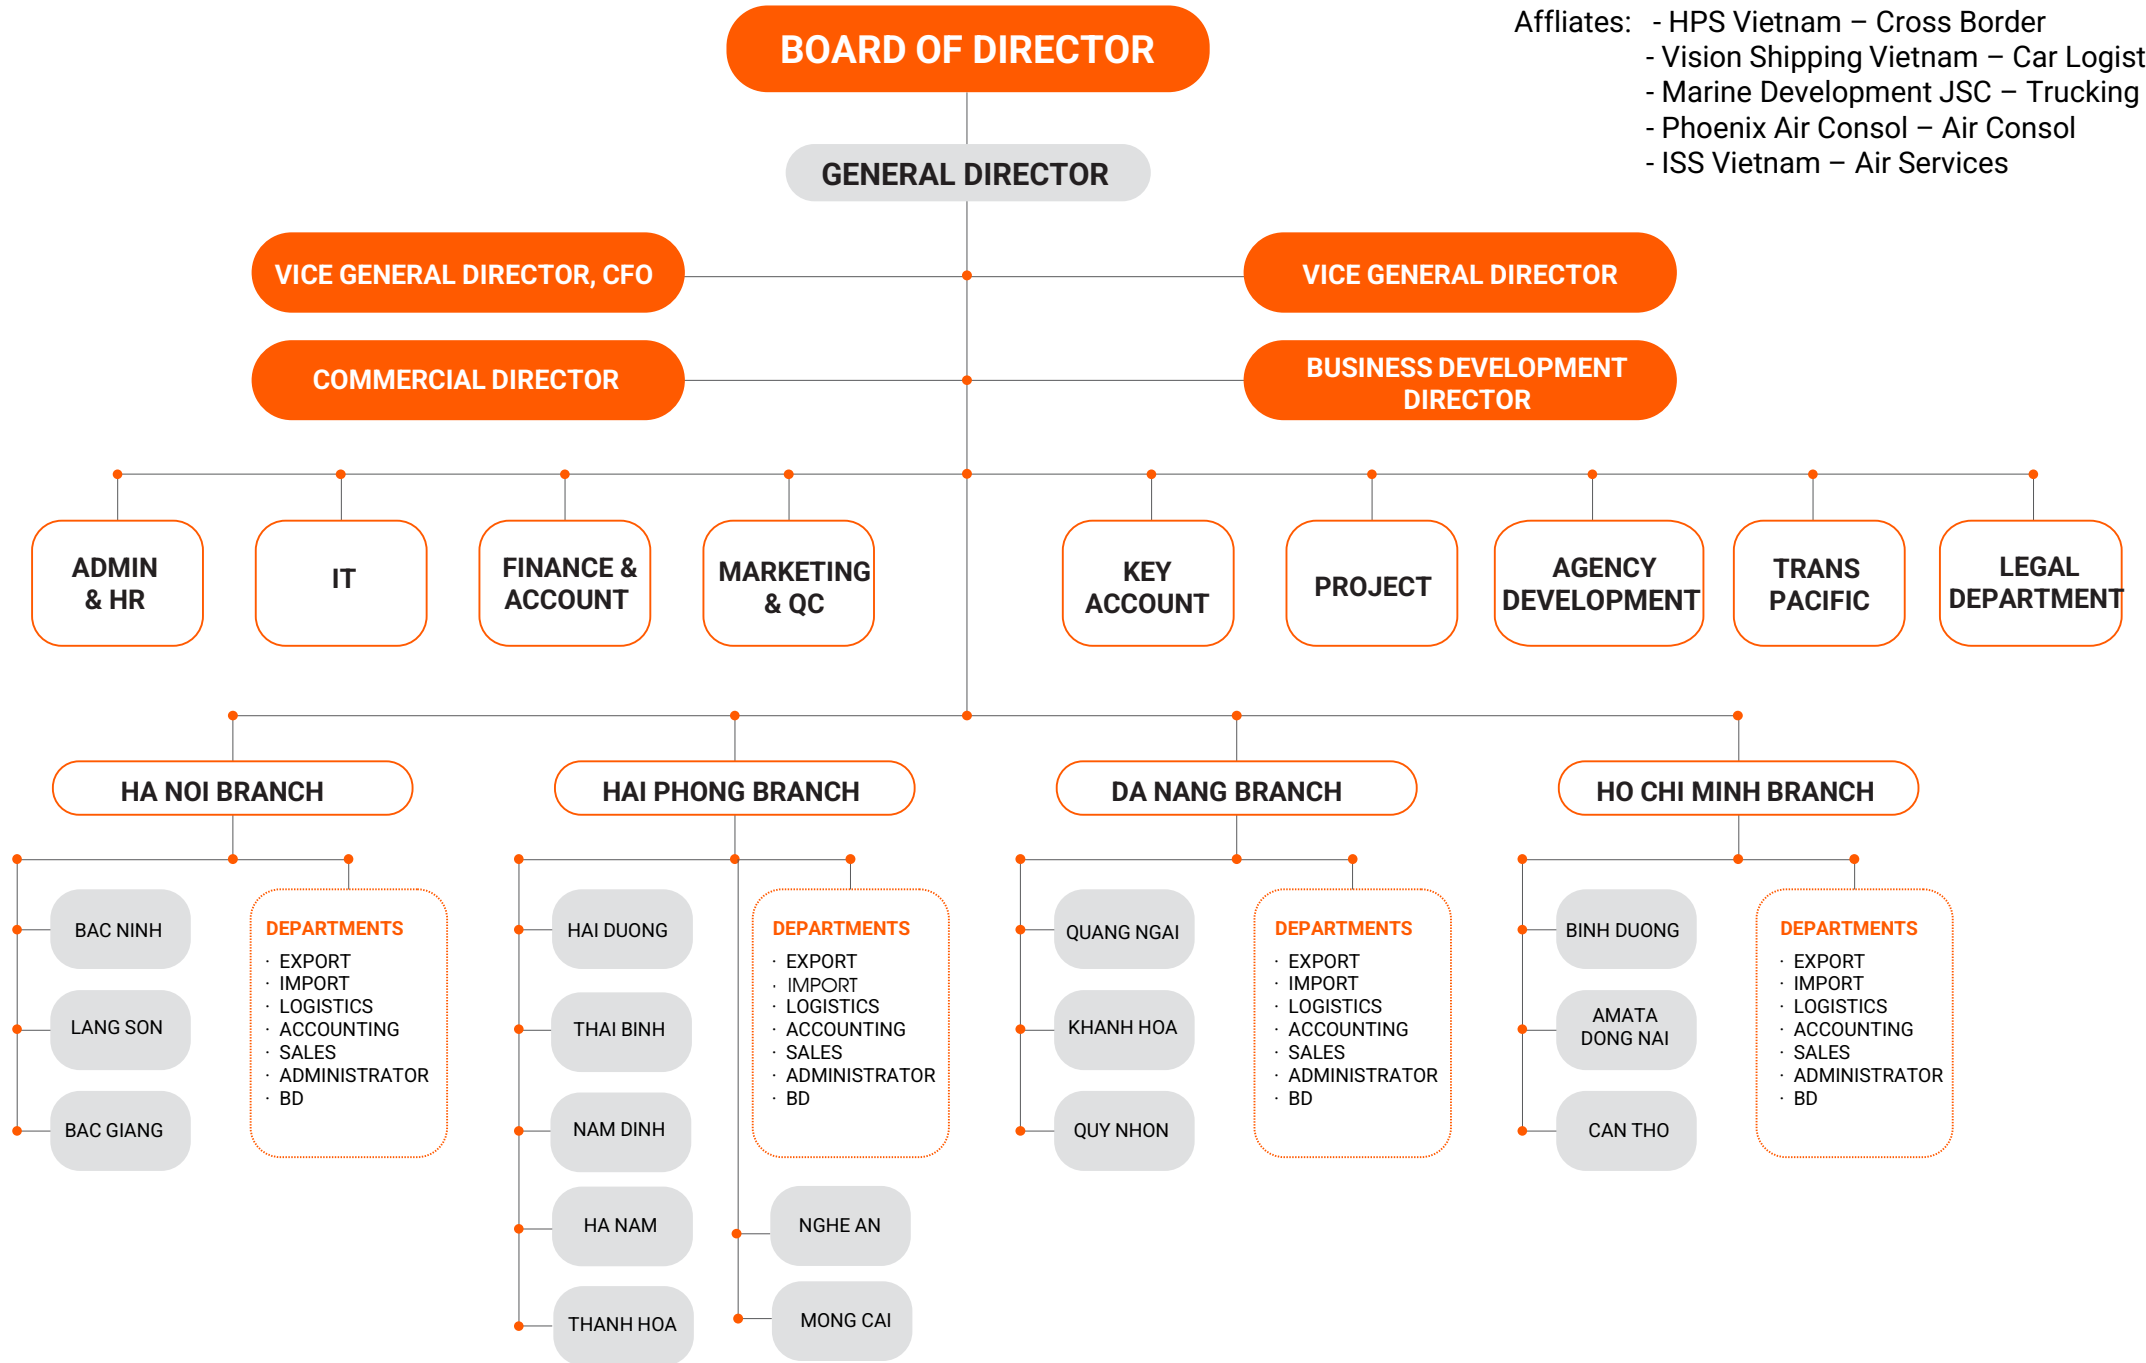 BOARD OF DIRECTOR
Affliates: - HPS Vietnam – Cross Border
- Vision Shipping Vietnam – Car Logist
- Marine Development JSC – Trucking
- Phoenix Air Consol – Air Consol
- ISS Vietnam – Air Services
GENERAL DIRECTOR
VICE GENERAL DIRECTOR, CFO
VICE GENERAL DIRECTOR
COMMERCIAL DIRECTOR
BUSINESS DEVELOPMENT
DIRECTOR
ADMIN
& HR
IT
FINANCE &
ACCOUNT
MARKETING
& QC
KEY
ACCOUNT
PROJECT
AGENCY
DEVELOPMENT
TRANS
PACIFIC
LEGAL
DEPARTMENT
HA NOI BRANCH
HAI PHONG BRANCH
DA NANG BRANCH
HO CHI MINH BRANCH
BAC NINH
LANG SON
BAC GIANG
DEPARTMENTS
· EXPORT
· IMPORT
· LOGISTICS
· ACCOUNTING
· SALES
· ADMINISTRATOR
· BD
HAI DUONG
THAI BINH
NAM DINH
HA NAM
THANH HOA
DEPARTMENTS
· EXPORT
· IMPORT
· LOGISTICS
· ACCOUNTING
· SALES
· ADMINISTRATOR
· BD
NGHE AN
MONG CAI
QUANG NGAI
KHANH HOA
QUY NHON
DEPARTMENTS
· EXPORT
· IMPORT
· LOGISTICS
· ACCOUNTING
· SALES
· ADMINISTRATOR
· BD
BINH DUONG
AMATA
DONG NAI
CAN THO
DEPARTMENTS
· EXPORT
· IMPORT
· LOGISTICS
· ACCOUNTING
· SALES
· ADMINISTRATOR
· BD